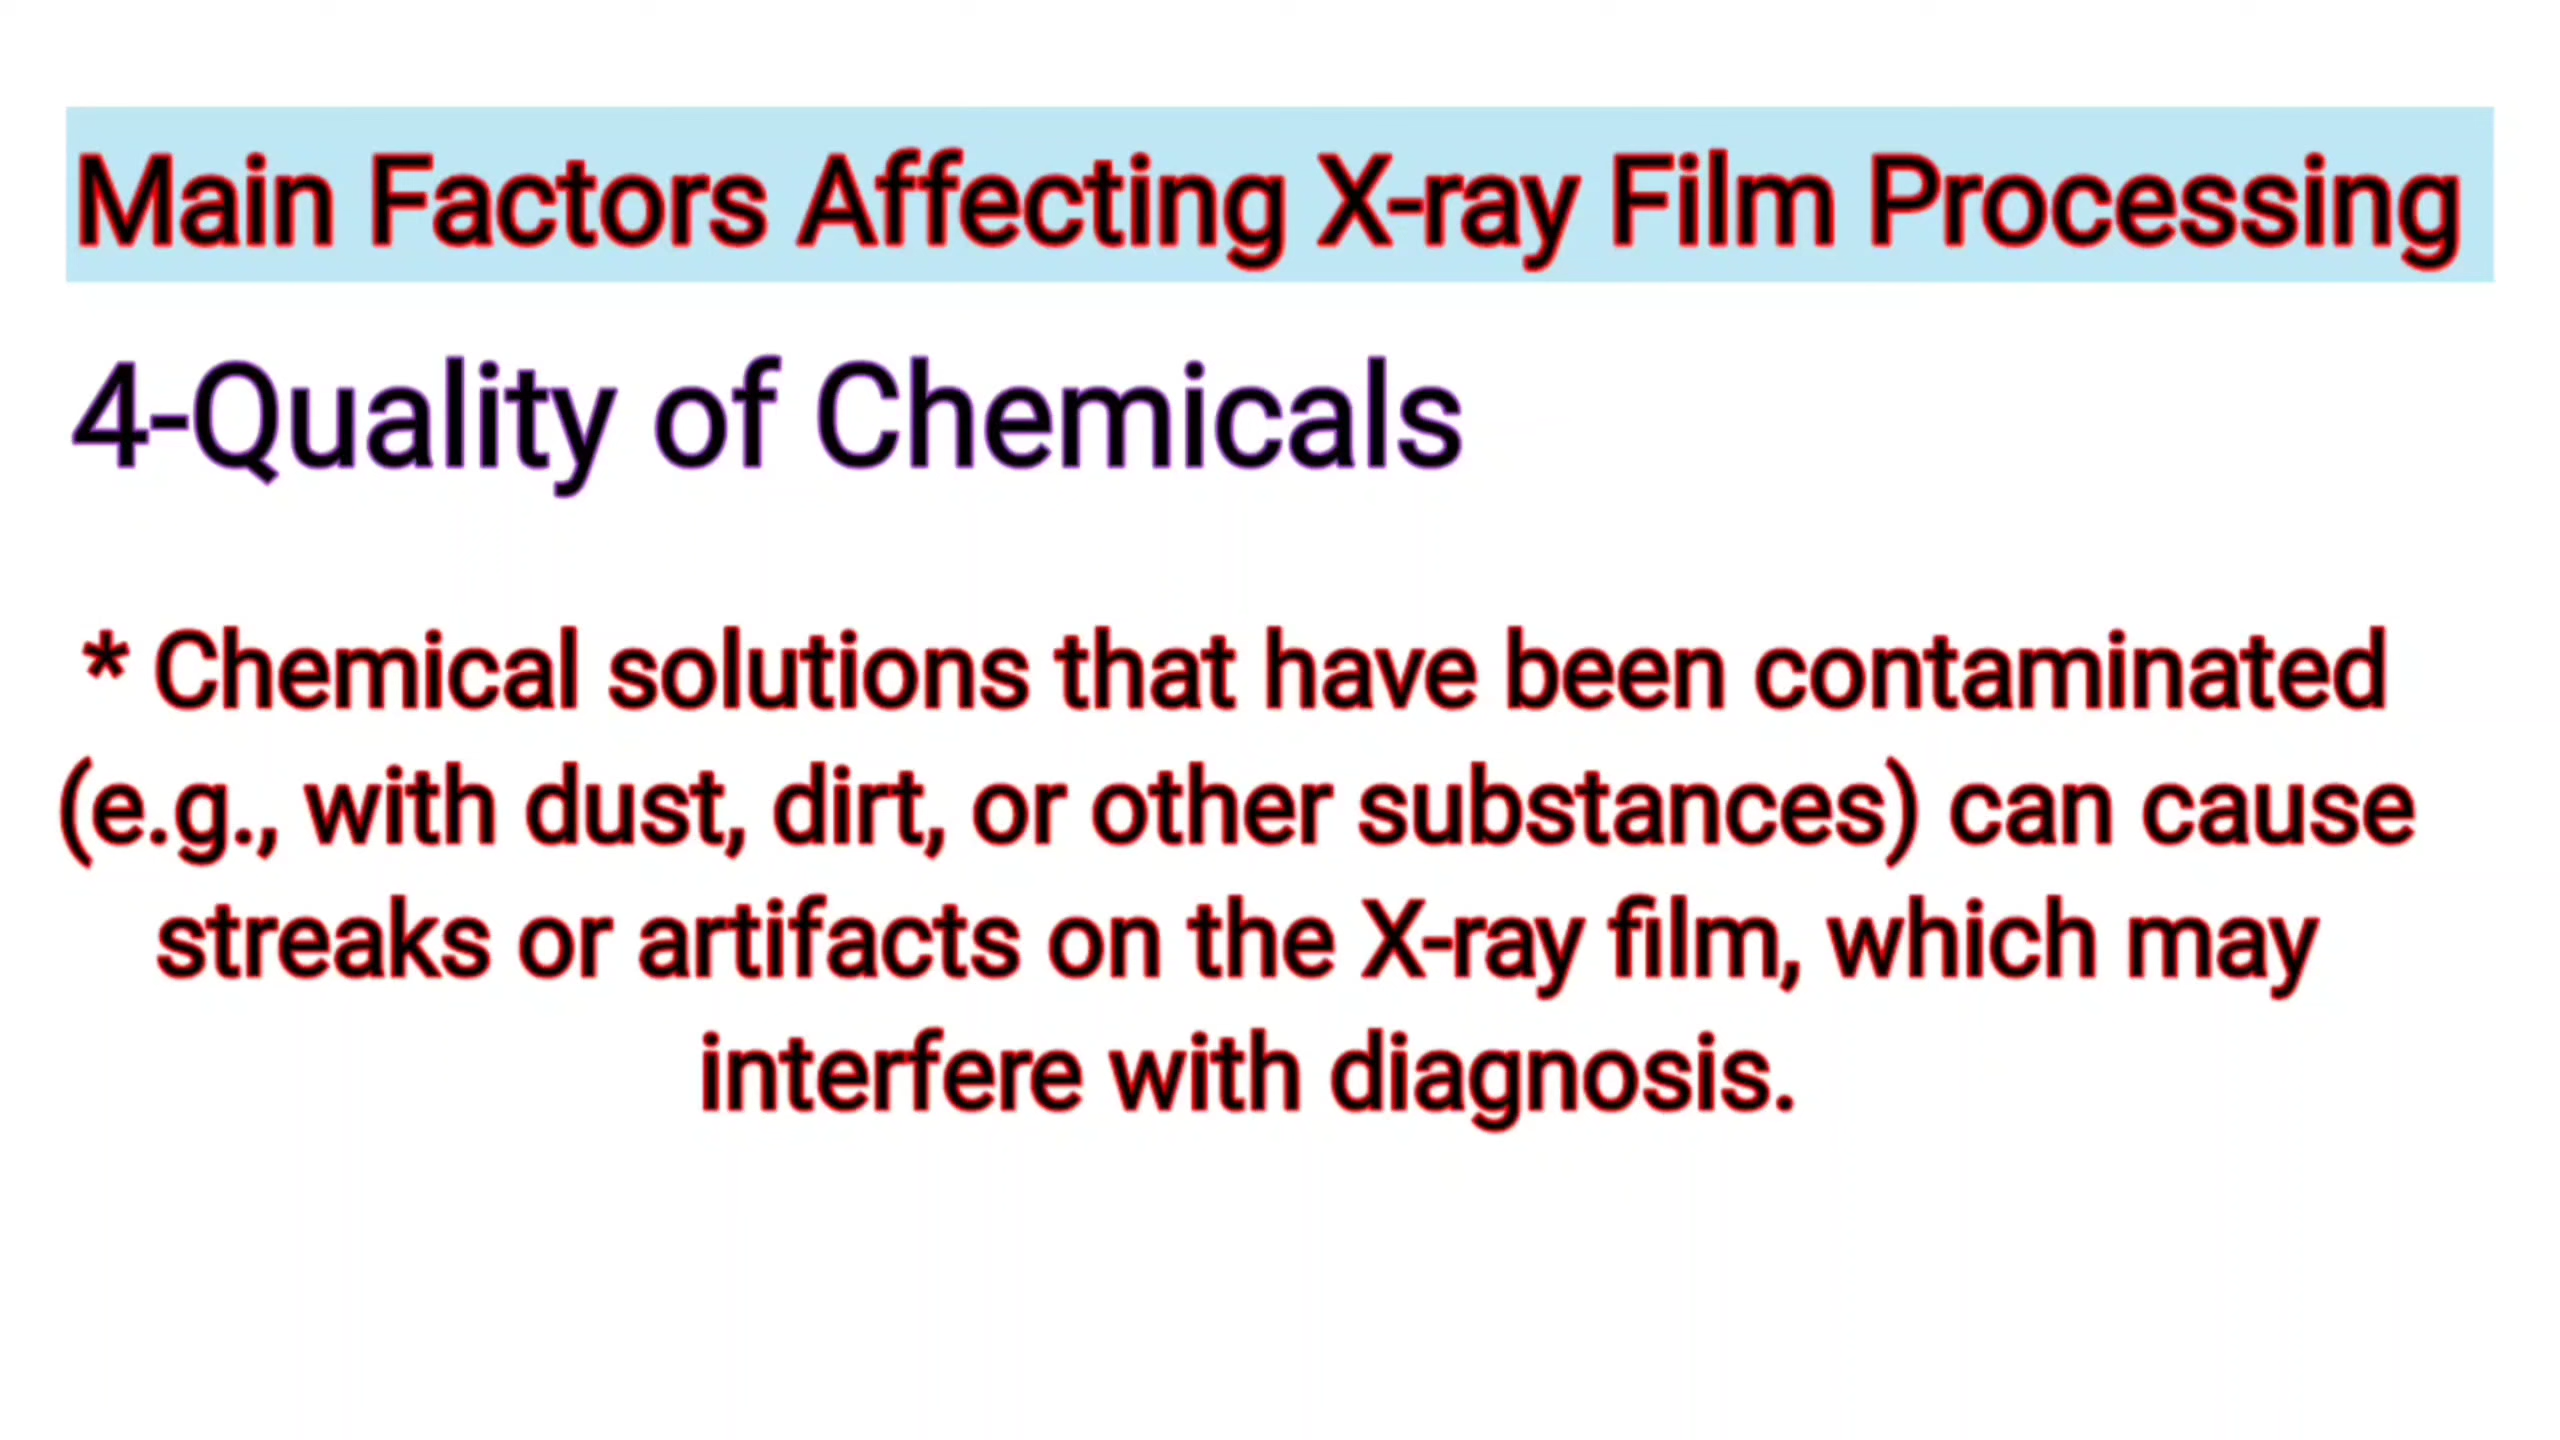 Main Factors Affecting X-ray Film Processing
4-Quality of Chemicals
* Chemical solutions that have been contaminated
(e.g., with dust, dirt, or other substances) can cause
streaks or artifacts on the X-ray film, which may
interfere with diagnosis.